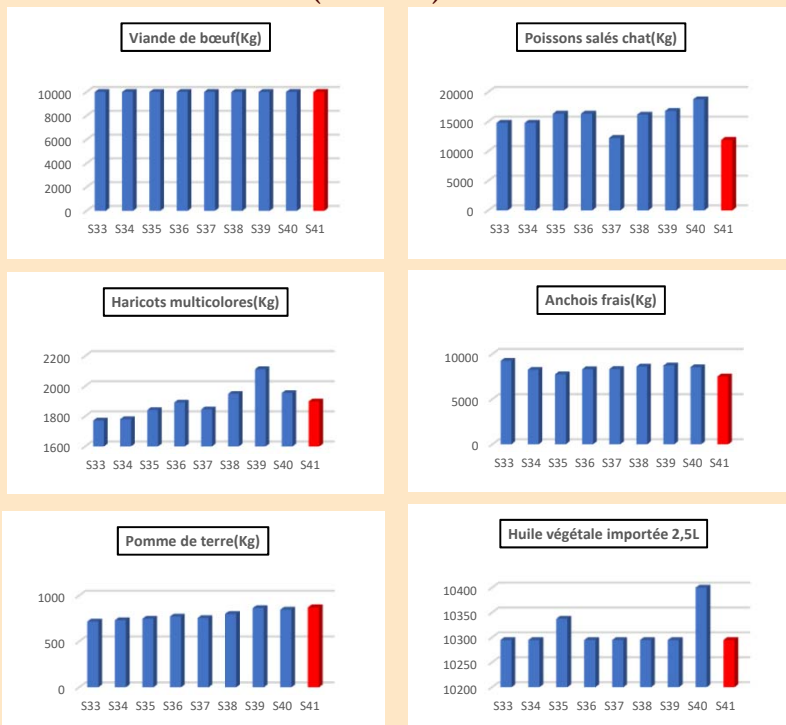 Viande de bœuf(Kg)
10000
8000
6000
4000
2000
0
S33 S34 S35 S36 S37 S38 S39 S40 S41
Poissons salés chat(Kg)
20000
15000
10000
5000
0
S33 S34 S35 S36 S37 S38 S39 S40 S41
Haricots multicolores(Kg)
2200
2000
1800
1600
S33 S34 S35 S36 S37 S38 S39 S40 S41
Anchois frais(Kg)
10000
5000
0
S33 S34 S35 S36 S37 S38 S39 S40 S41
Pomme de terre(Kg)
1000
500
0
S33 S34 S35 S36 S37 S38 S39 S40 S41
Huile végétale importée 2,5L
10400
10350
10300
10250
10200
S33 S34 S35 S36 S37 S38 S39 S40 S41